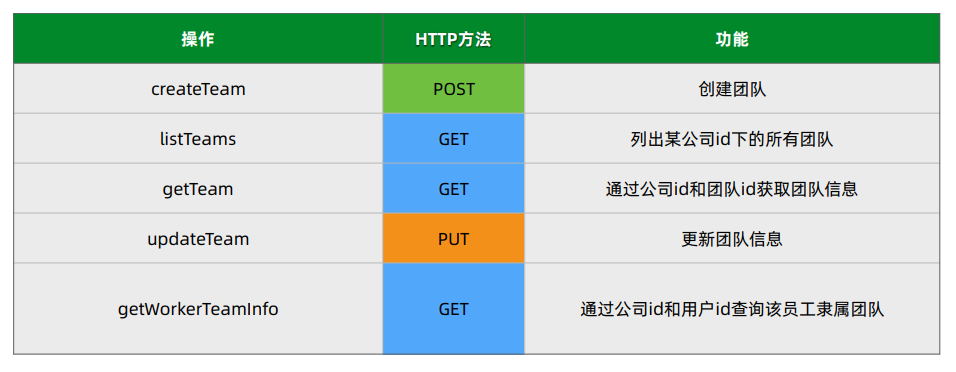 操作 HTTP方法 功能
createTeam POST 创建团队
listTeams GET 列出某公司id下的所有团队
getTeam GET 通过公司id和团队id获取团队信息
updateTeam PUT 更新团队信息
getWorkerTeamInfo GET 通过公司id和用户id查询该员工隶属团队